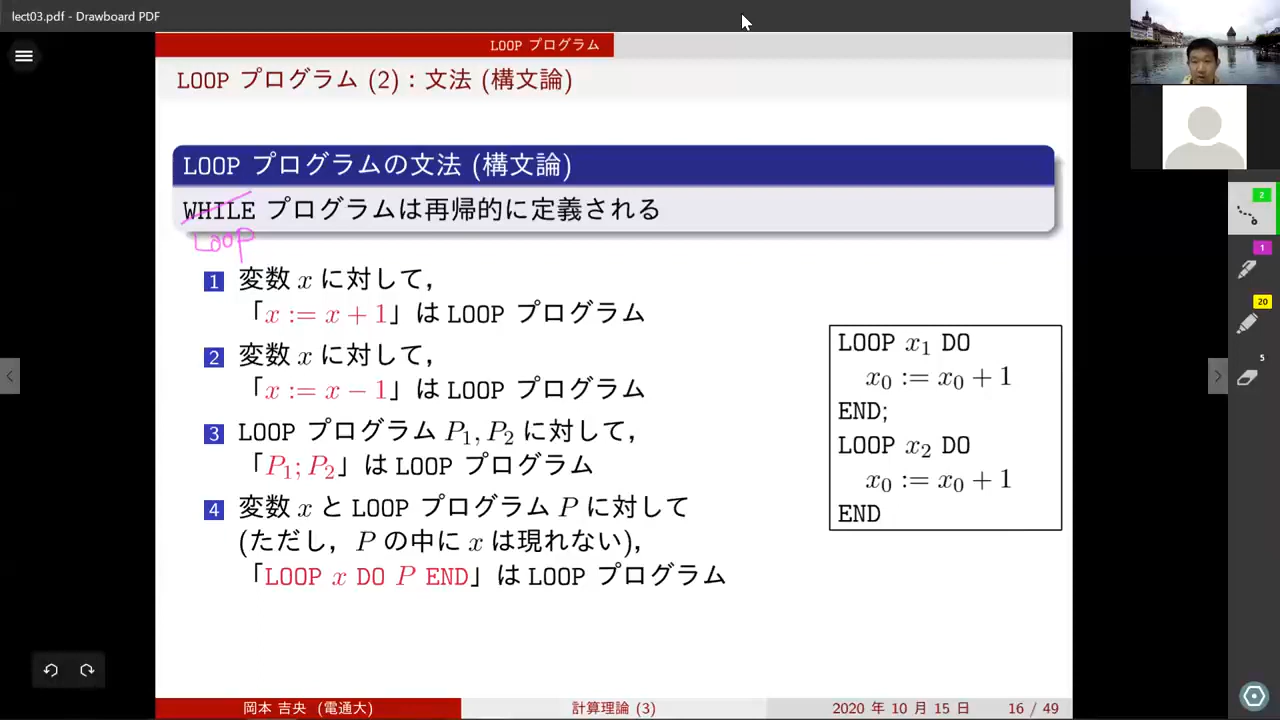 lect03.pdf - Drawboard PDF
LOOP プログラム
LOOP プログラム (2) : 文法 (構文論)
LOOP プログラムの文法 (構文論)
WHILE プログラムは再帰的に定義される
LOOP
1 変数 x に対して,
「x := x + 1」は LOOP プログラム
2 変数 x に対して,
「x := x − 1」は LOOP プログラム
3 LOOP プログラム P₁, P₂ に対して,
「P₁; P₂」は LOOP プログラム
4 変数 x と LOOP プログラム P に対して
(ただし, P の中に x は現れない),
「LOOP x DO P END」は LOOP プログラム
LOOP x₁ DO
x₀ := x₀ + 1
END;
LOOP x₂ DO
x₀ := x₀ + 1
END
2
1
20
5
岡本 吉央 (電通大)
計算理論 (3)
2020 年 10 月 15 日 16 / 49